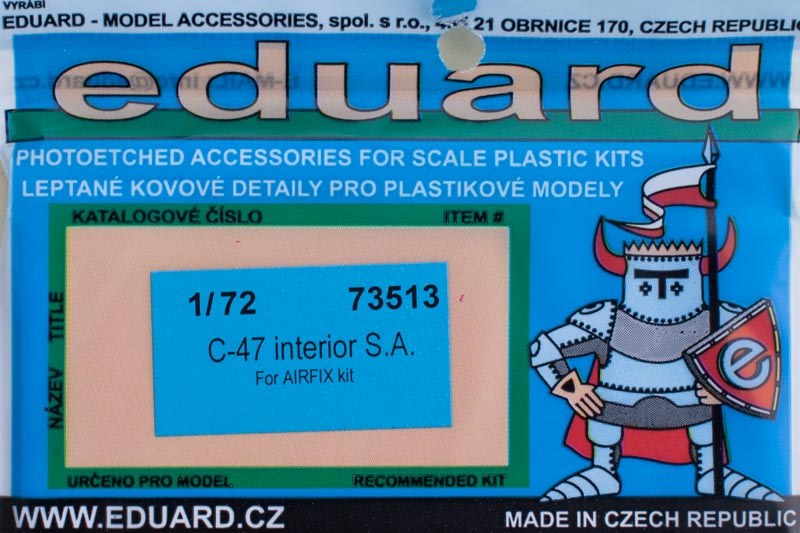 VYRÁBÍ
EDUARD - MODEL ACCESSORIES, spol. s r.o., 21 OBRNICE 170, CZECH REPUBLIC
eduard
PHOTOETCHED ACCESSORIES FOR SCALE PLASTIC KITS
LEPTANÉ KOVOVÉ DETAILY PRO PLASTIKOVÉ MODELY
KATALOGOVÉ ČÍSLO ITEM #
NÁZEV TITLE
1/72 73513
C-47 interior S.A.
For AIRFIX kit
e
URČENO PRO MODEL RECOMMENDED KIT
WWW.EDUARD.CZ MADE IN CZECH REPUBLIC